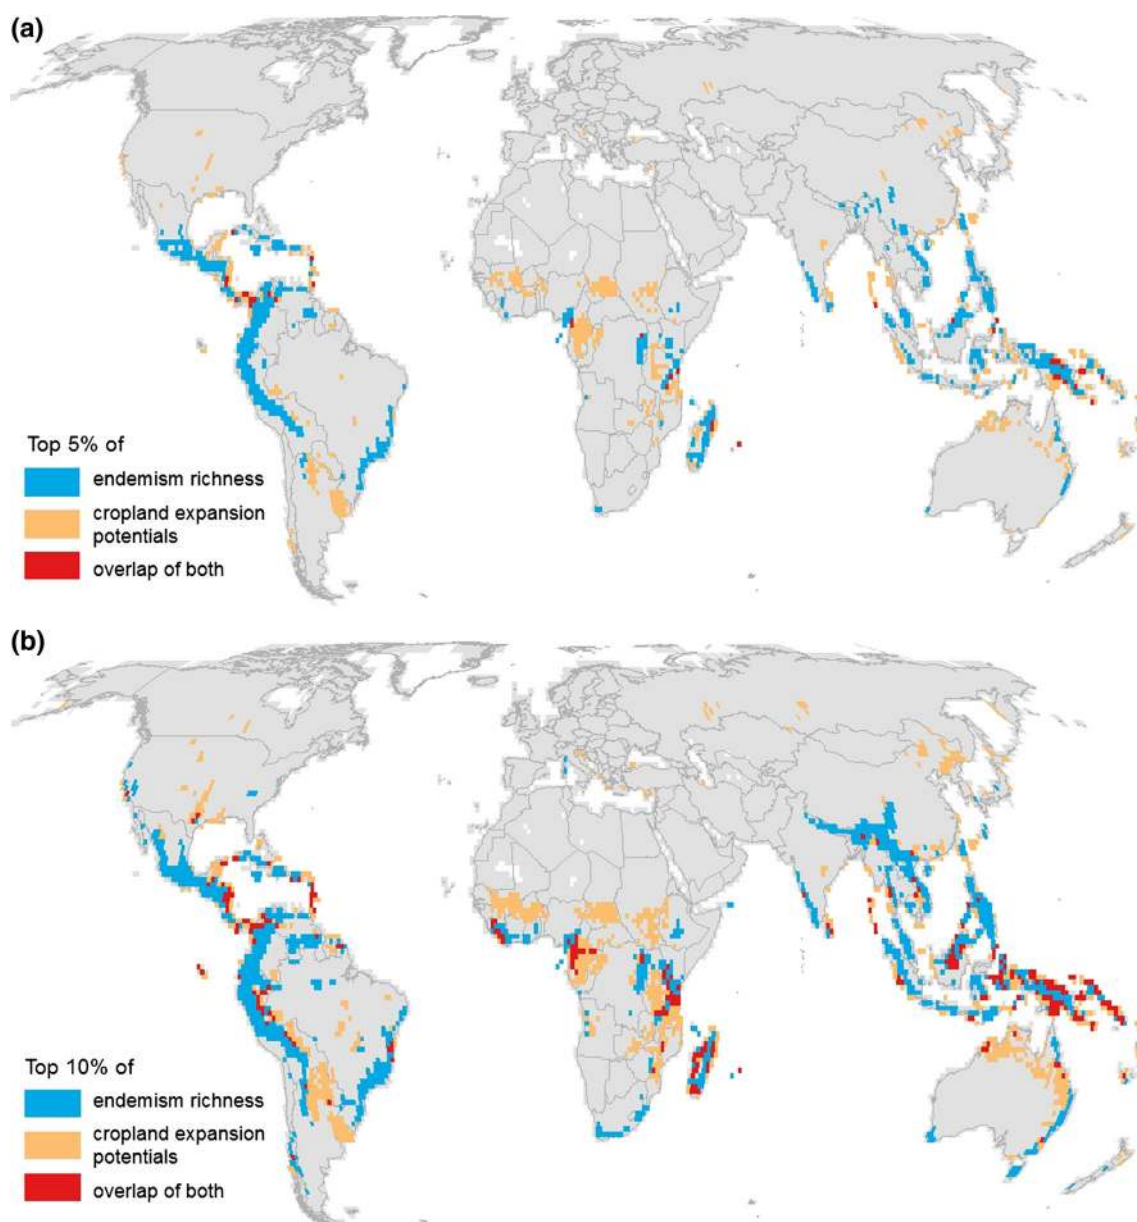 (a)
Top 5% of
endemism richness
cropland expansion
potentials
overlap of both
(b)
Top 10% of
endemism richness
cropland expansion
potentials
overlap of both